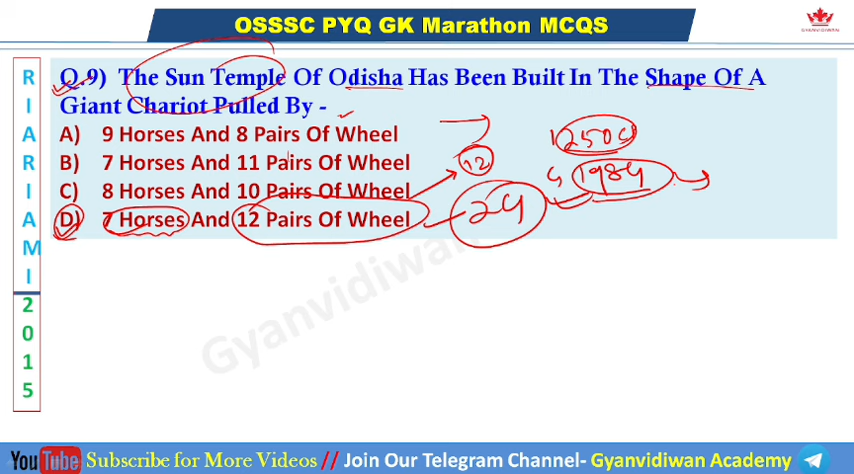 OSSSC PYQ GK Marathon MCQS
GYANVIDIWAN
R
I
A
R
I
A
M
I
2
0
1
5
Q.9) The Sun Temple Of Odisha Has Been Built In The Shape Of A
Giant Chariot Pulled By -
A) 9 Horses And 8 Pairs Of Wheel
B) 7 Horses And 11 Pairs Of Wheel
C) 8 Horses And 10 Pairs Of Wheel
D) 7 Horses And 12 Pairs Of Wheel
1250
12
1984
24
Gyanvidiwan
YouTube Subscribe for More Videos // Join Our Telegram Channel- Gyanvidiwan Academy